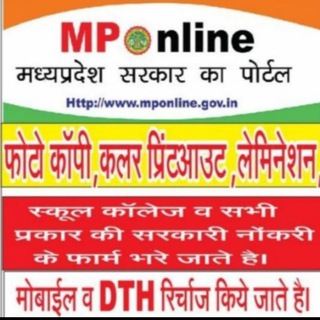 MPOnline
मध्यप्रदेश सरकार का पोर्टल
Http://www.mponline.gov.in
फोटो कॉपी,कलर प्रिंटआउट,लेमिनेशन,
स्कूल कॉलेज व सभी
प्रकार की सरकारी नौंकरी
के फार्म भरे जाते है।
मोबाईल व DTH रिर्चाज किये जाते है।